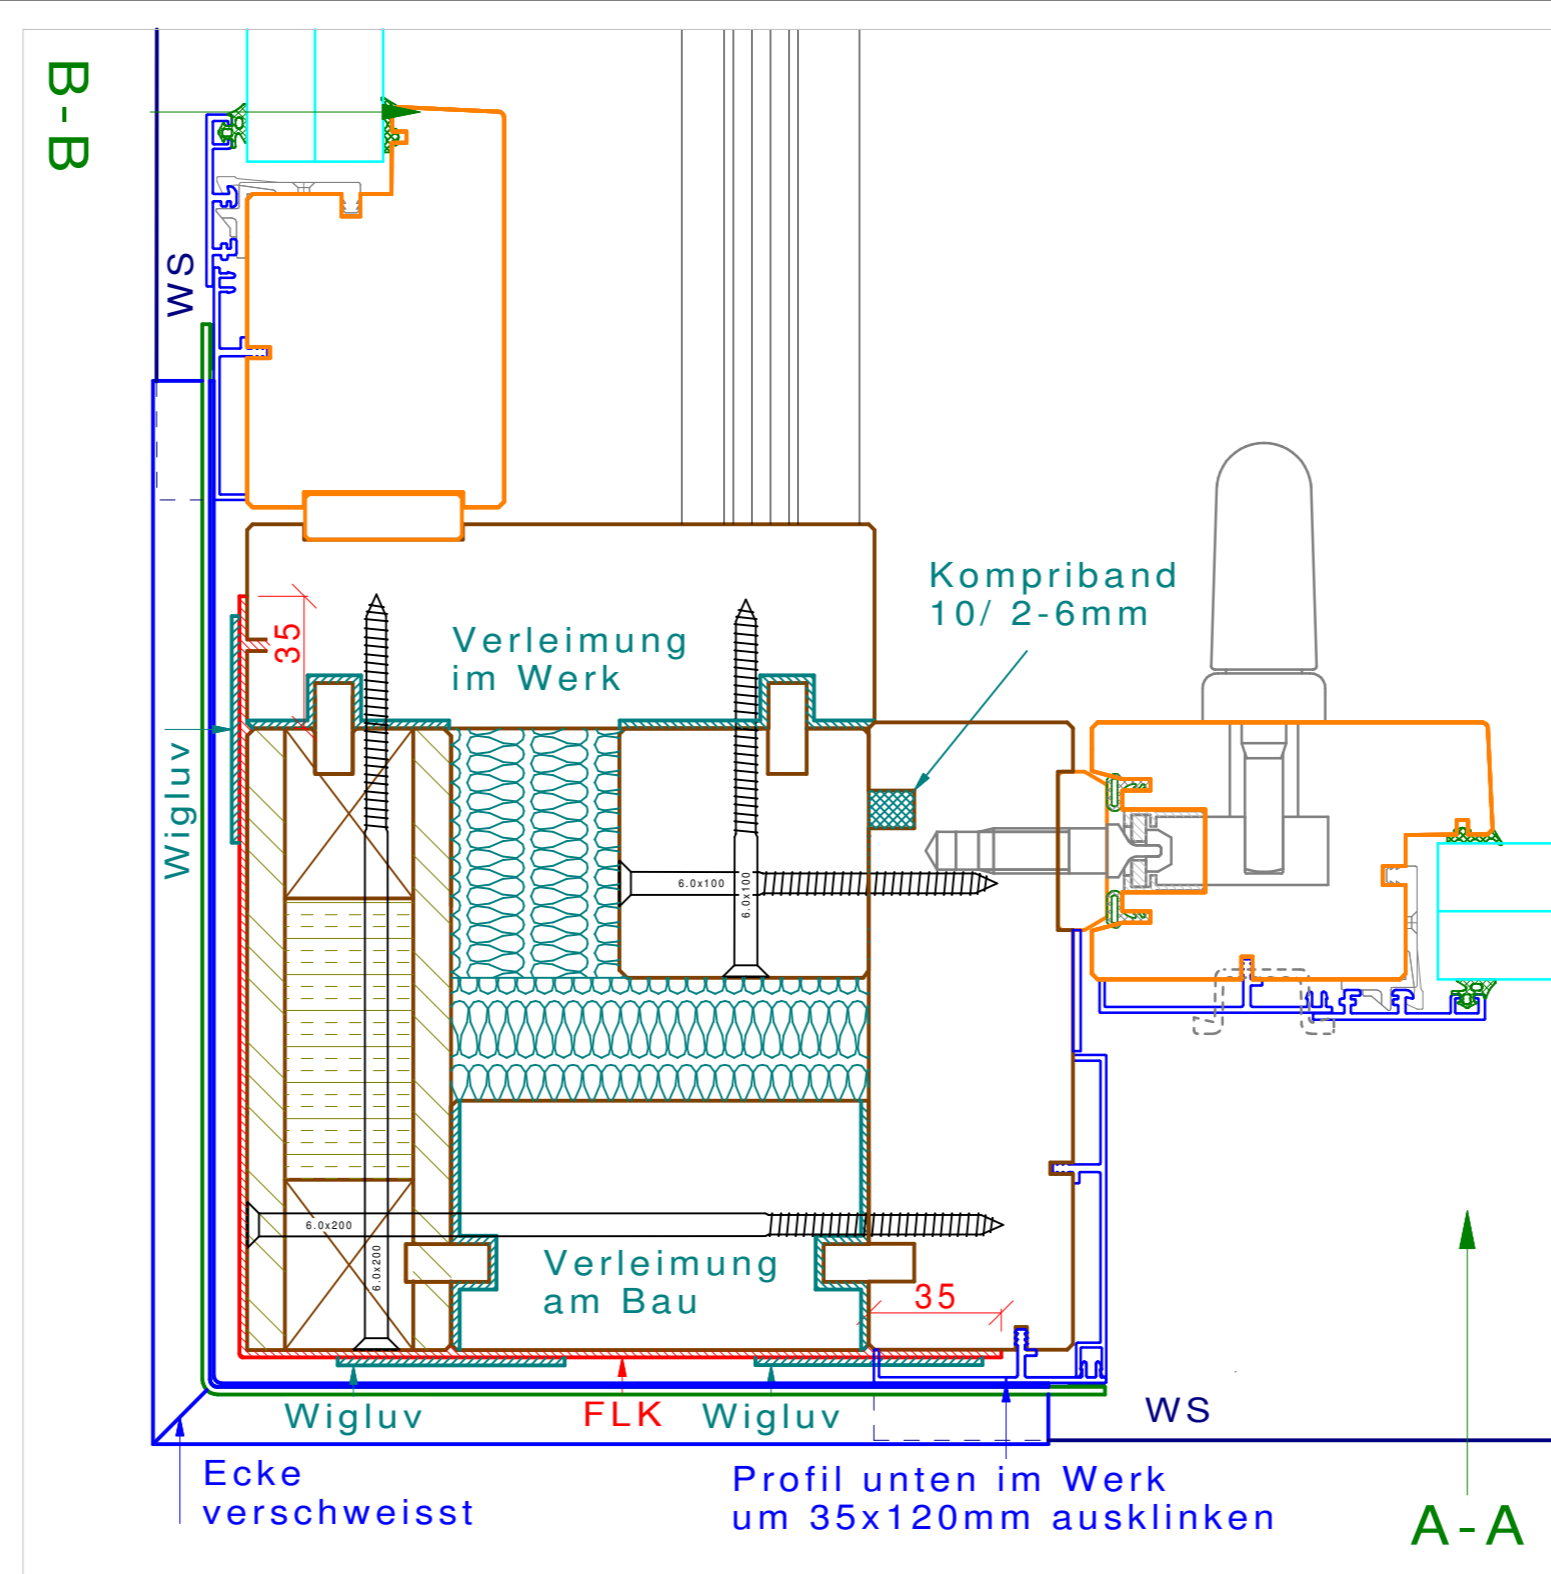 B-B
WS
Kompriband
10/ 2-6mm
35
Verleimung
im Werk
Wigluv
6.0x100
6.0x100
6.0x200
6.0x200
Verleimung
am Bau
35
Wigluv
FLK
Wigluv
WS
Ecke
verschweisst
Profil unten im Werk
um 35x120mm ausklinken
A-A